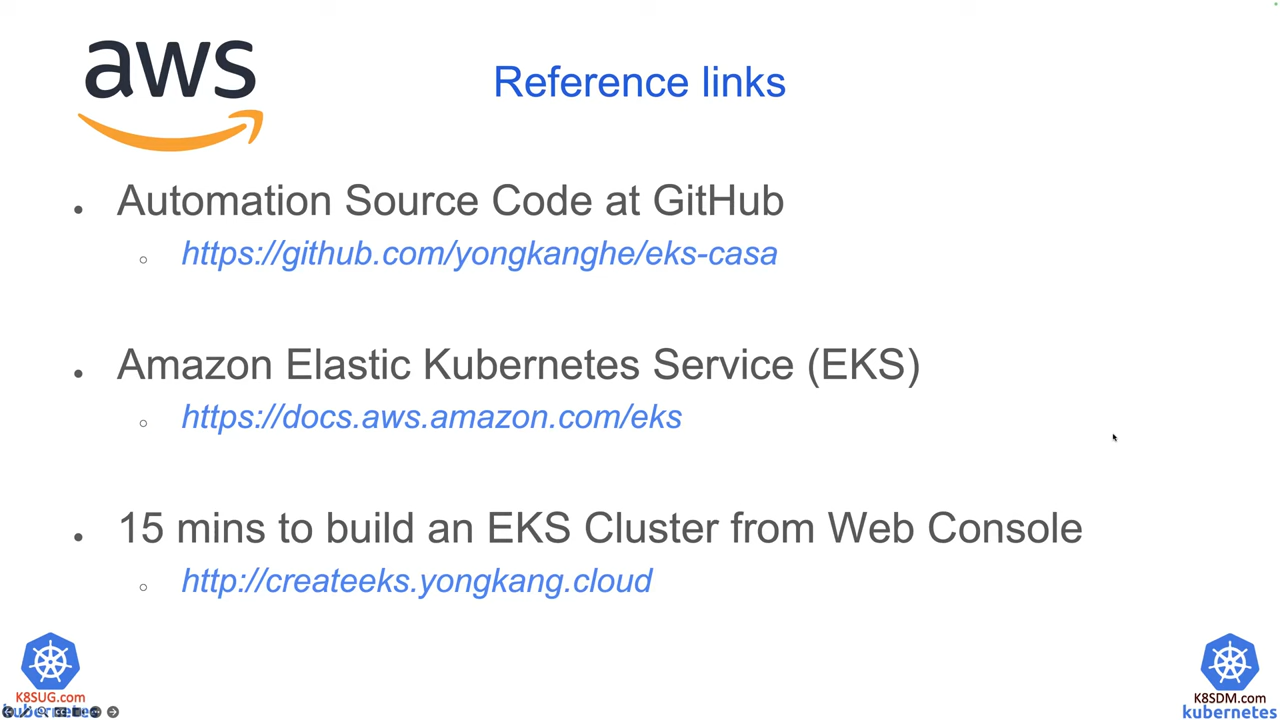 aws
Reference links
Automation Source Code at GitHub
https://github.com/yongkanghe/eks-casa
Amazon Elastic Kubernetes Service (EKS)
https://docs.aws.amazon.com/eks
15 mins to build an EKS Cluster from Web Console
http://createeks.yongkang.cloud
K8SUG.com
kubernetes
K8SDM.com
kubernetes